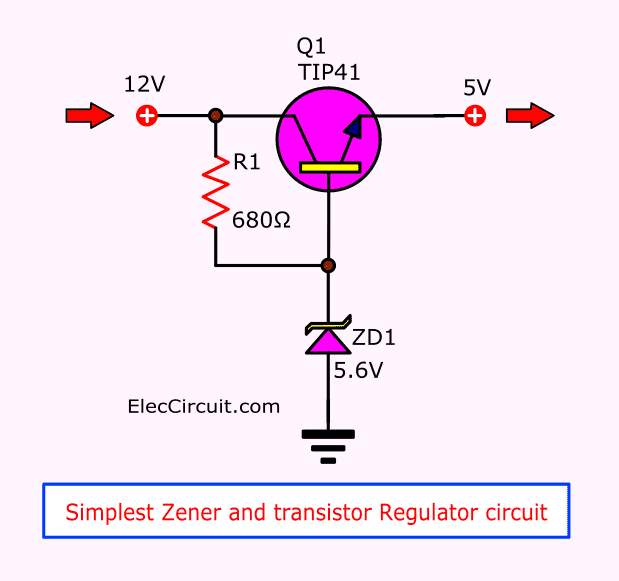 Q1
TIP41
12V
5V
R1
680Ω
ZD1
5.6V
ElecCircuit.com
Simplest Zener and transistor Regulator circuit